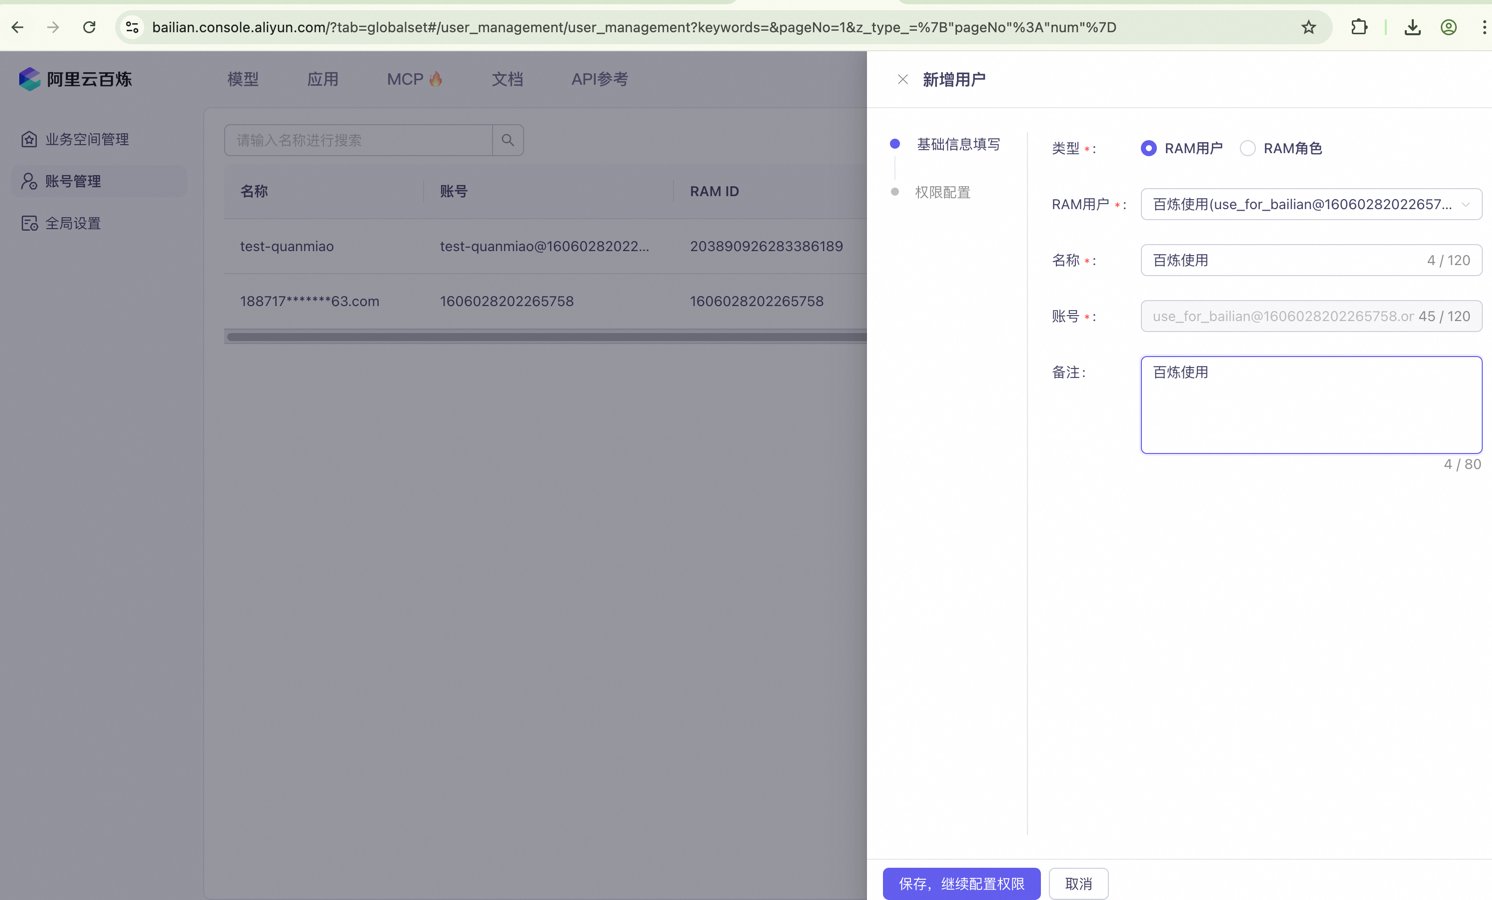 bailian.console.aliyun.com/?tab=globalset#/user_management/user_management?keywords=&pageNo=1&z_type_=%7B"pageNo"%3A"num"%7D
阿里云百炼
模型
应用
MCP
文档
API参考
业务空间管理
账号管理
全局设置
请输入名称进行搜索
名称
账号
RAM ID
test-quanmiao
test-quanmiao@16060282022...
203890926283386189
188717*******63.com
1606028202265758
1606028202265758
新增用户
基础信息填写
权限配置
类型 * :
RAM用户
RAM角色
RAM用户 * :
百炼使用(use_for_bailian@16060282022657...
名称 * :
百炼使用
4 / 120
账号 * :
use_for_bailian@1606028202265758.or
45 / 120
备注 :
百炼使用
4 / 80
保存，继续配置权限
取消